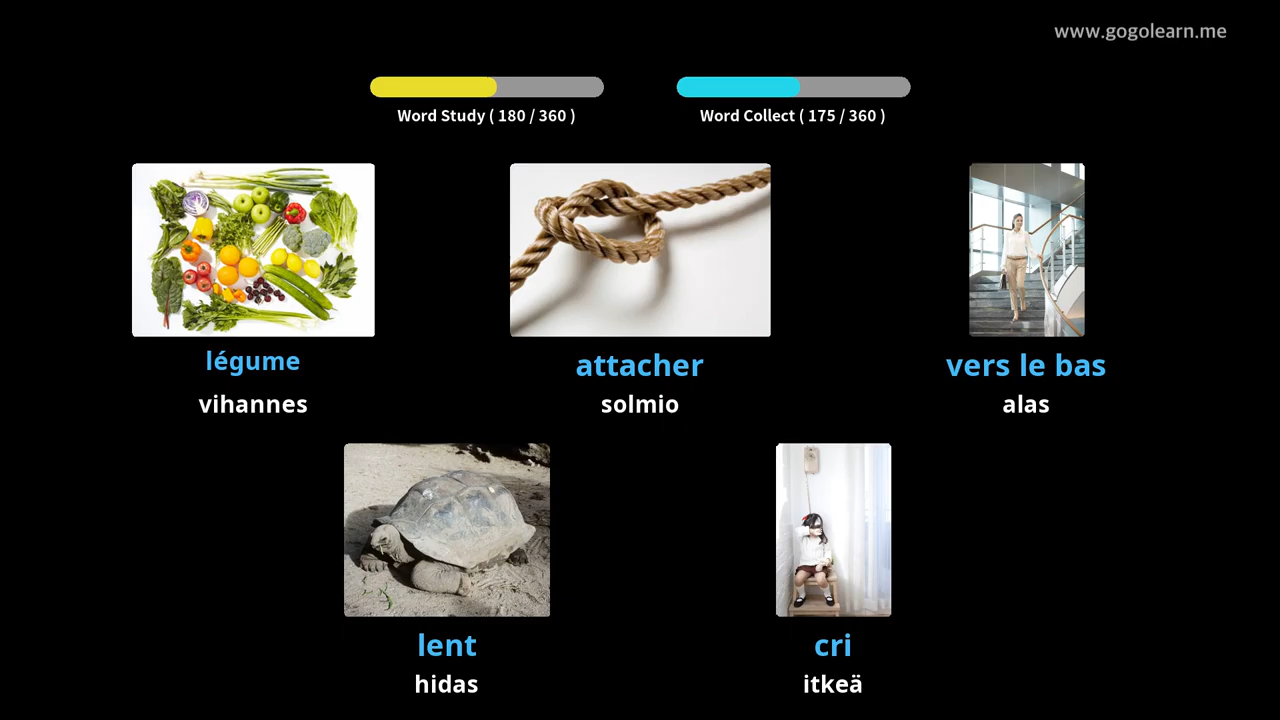 www.gogolearn.me
Word Study ( 180 / 360 )
Word Collect ( 175 / 360 )
légume
vihannes
attacher
solmio
vers le bas
alas
lent
hidas
cri
itkeä